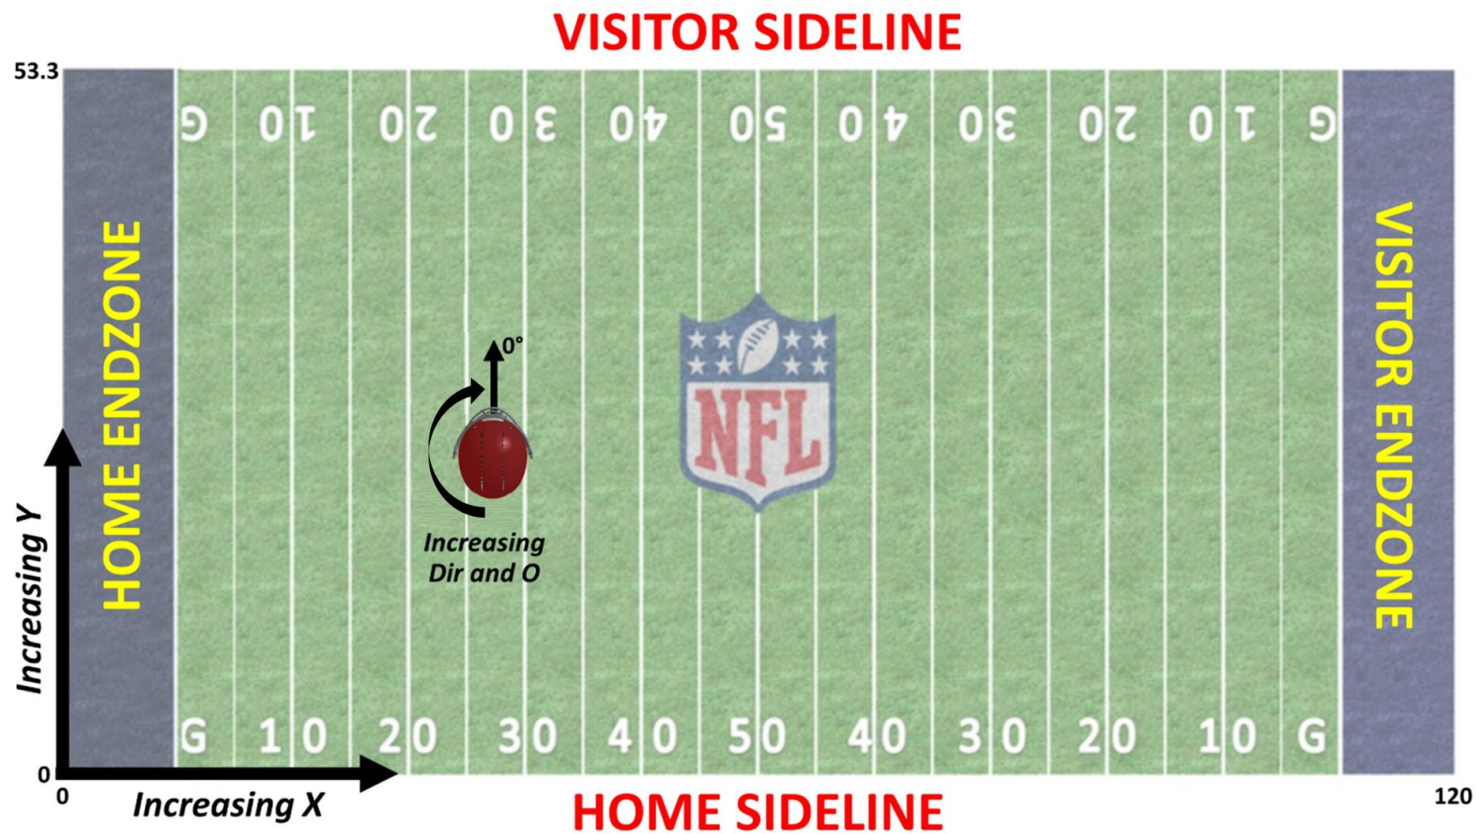 VISITOR SIDELINE
53.3
G 10 20 30 40 50 40 30 20 10 G
HOME ENDZONE
VISITOR ENDZONE
0°
NFL
Increasing
Dir and O
Increasing Y
G 10 20 30 40 50 40 30 20 10 G
0
0
120
Increasing X
HOME SIDELINE